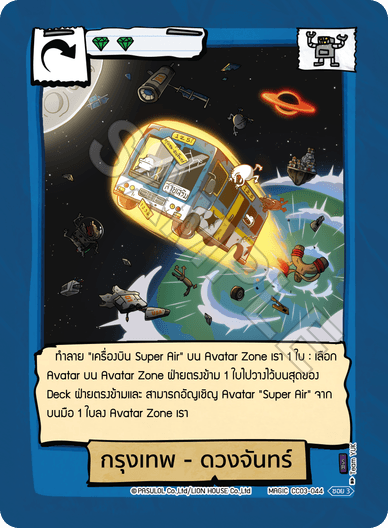 ทำลาย "เครื่องบิน Super Air" บน Avatar Zone เรา 1 ใบ : เลือก
Avatar บน Avatar Zone ฝ่ายตรงข้าม 1 ใบไปวางไว้บนสุดของ
Deck ฝ่ายตรงข้ามและ สามารถอัญเชิญ Avatar "Super Air" จาก
บนมือ 1 ใบลง Avatar Zone เรา
กรุงเทพ - ดวงจันทร์
©PASULOL Co.,Ltd/LION HOUSE Co.,Ltd MAGIC CC03-044 ซอย 3
Team YUK